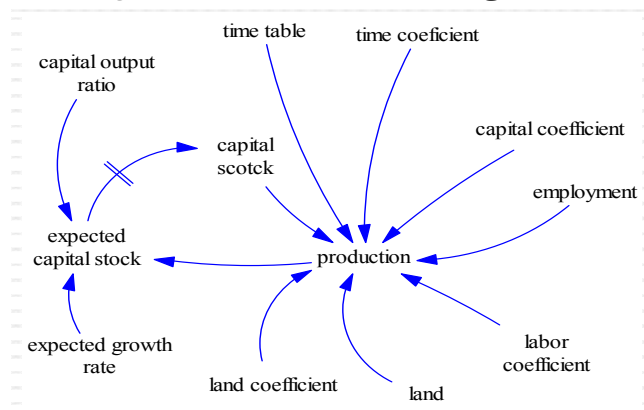 time table
time coeficient
capital output
ratio
capital
scotck
capital coefficient
employment
expected
capital stock
production
expected growth
rate
land coefficient
land
labor
coefficient